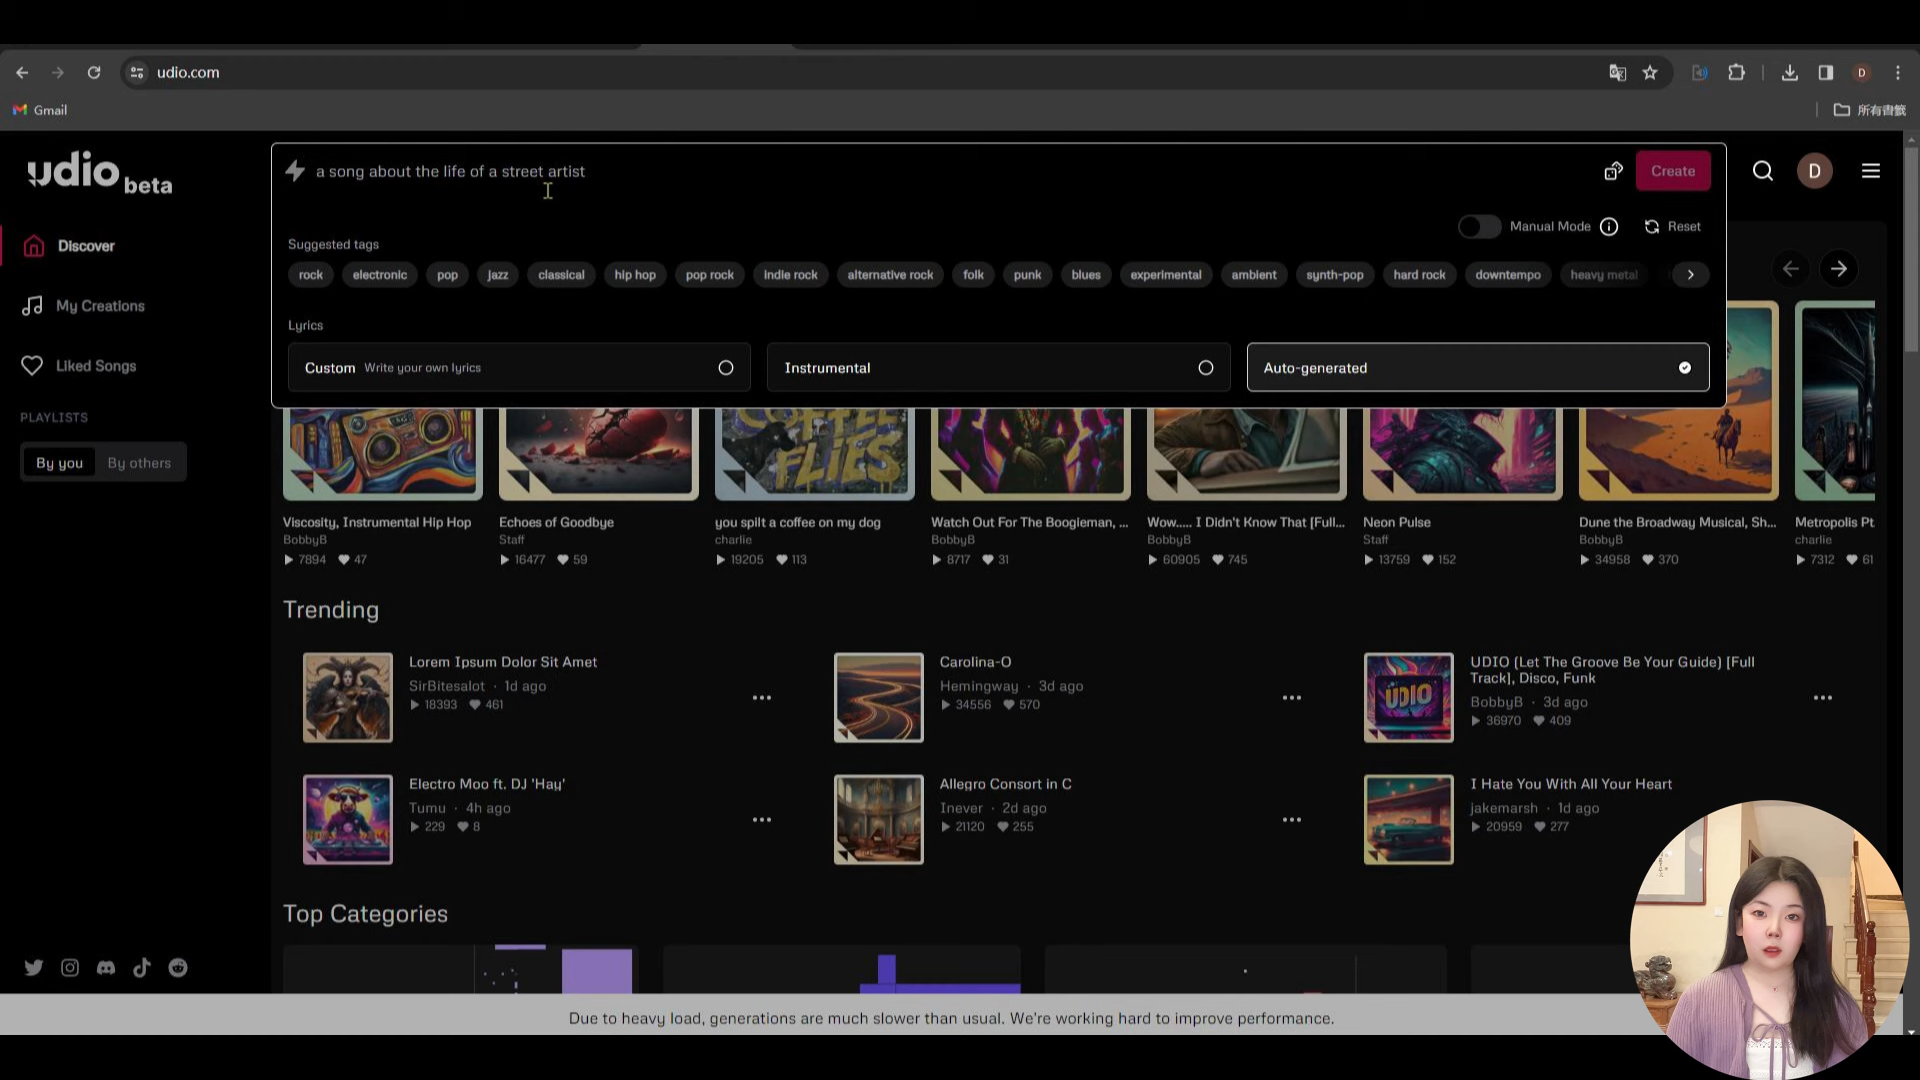 udio.com
D
Gmail
所有書籤
udio beta
a song about the life of a street artist
Create
D
Manual Mode
Reset
Discover
My Creations
Liked Songs
PLAYLISTS
By you
By others
Suggested tags
rock electronic pop jazz classical hip hop pop rock indie rock alternative rock folk punk blues experimental ambient synth-pop hard rock downtempo heavy metal
Lyrics
Custom Write your own lyrics
Instrumental
Auto-generated
COFFEE
FLIES
Viscosity, Instrumental Hip Hop
BobbyB
7894 47
Echoes of Goodbye
Staff
16477 59
you spilt a coffee on my dog
charlie
19205 113
Watch Out For The Boogieman, ...
BobbyB
8717 31
Wow..... I Didn't Know That [Full...
BobbyB
60905 745
Neon Pulse
Staff
13759 152
Dune the Broadway Musical, Sh...
BobbyB
34958 370
Metropolis Pt
charlie
7312 61
Trending
Lorem Ipsum Dolor Sit Amet
SirBitesalot · 1d ago
18393 461
Carolina-O
Hemingway · 3d ago
34556 570
UDIO
UDIO (Let The Groove Be Your Guide) [Full
Track], Disco, Funk
BobbyB · 3d ago
36970 409
Electro Moo ft. DJ 'Hay'
Tumu · 4h ago
229 8
Allegro Consort in C
Inever · 2d ago
21120 255
I Hate You With All Your Heart
jakemarsh · 1d ago
20959 277
Top Categories
Due to heavy load, generations are much slower than usual. We're working hard to improve performance.